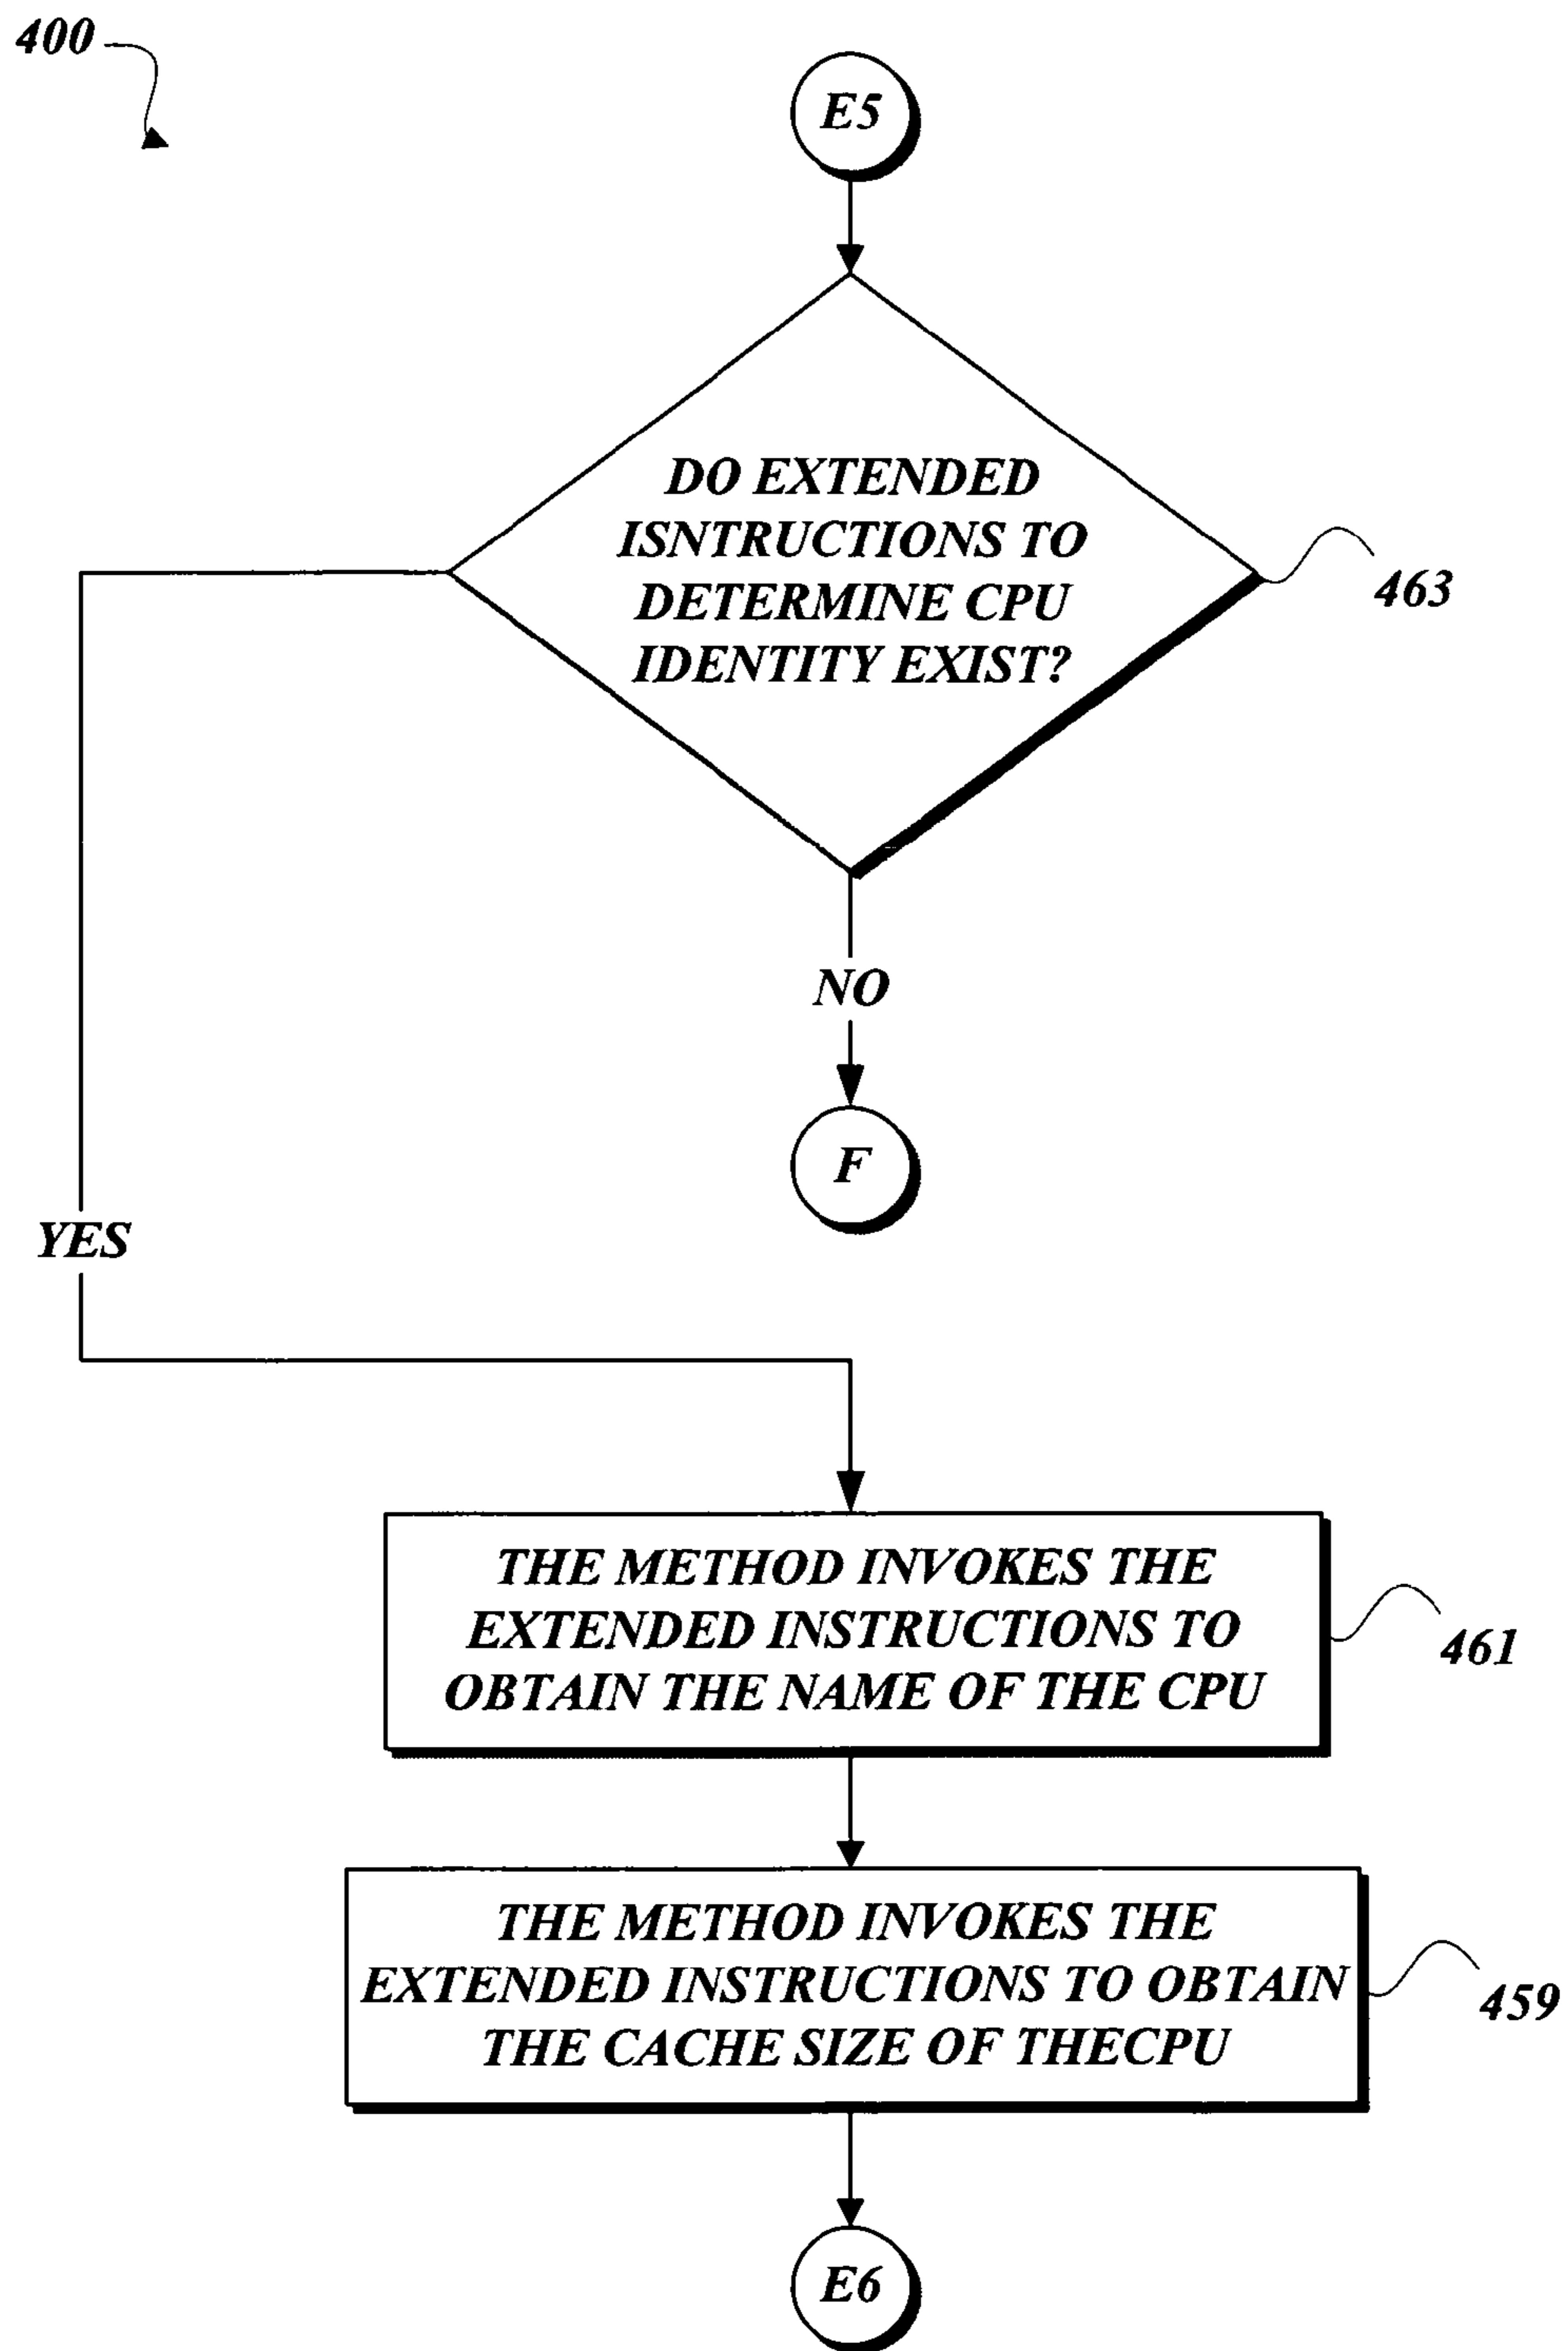 400
E5
DO EXTENDED
ISNTRUCTIONS TO
DETERMINE CPU
IDENTITY EXIST?
463
NO
F
YES
THE METHOD INVOKES THE
EXTENDED INSTRUCTIONS TO
OBTAIN THE NAME OF THE CPU
461
THE METHOD INVOKES THE
EXTENDED INSTRUCTIONS TO OBTAIN
THE CACHE SIZE OF THECPU
459
E6